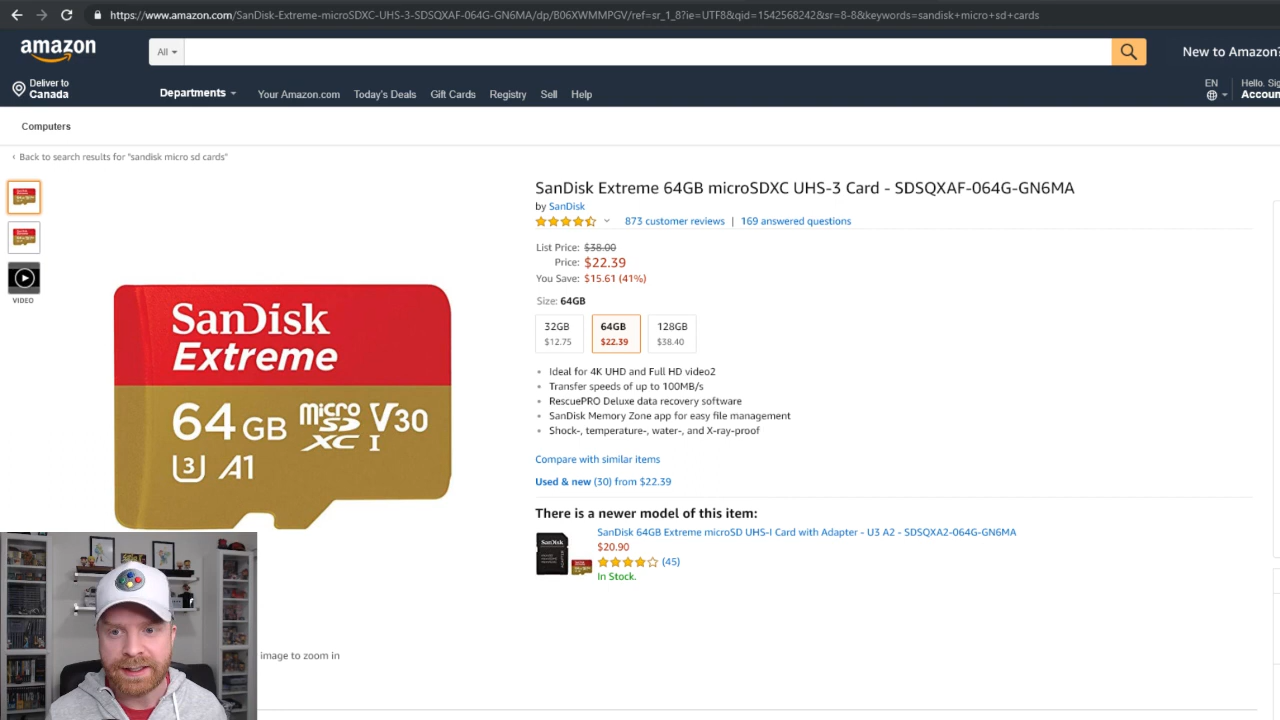 https://www.amazon.com/SanDisk-Extreme-microSDXC-UHS-3-SDSQXAF-064G-GN6MA/dp/B06XWMMPGV/ref=sr_1_8?ie=UTF8&qid=1542568242&sr=8-8&keywords=sandisk+micro+sd+cards
amazon
All
New to Amazon?
Deliver to
Canada
Departments
Your Amazon.com
Today's Deals
Gift Cards
Registry
Sell
Help
EN
Hello. Sig
Accoun
Computers
‹ Back to search results for "sandisk micro sd cards"
VIDEO
SanDisk
Extreme
64 GB micro SD XC I V30
U3 A1
SanDisk Extreme 64GB microSDXC UHS-3 Card - SDSQXAF-064G-GN6MA
by SanDisk
873 customer reviews | 169 answered questions
List Price: $38.00
Price: $22.39
You Save: $15.61 (41%)
Size: 64GB
32GB
$12.75
64GB
$22.39
128GB
$38.40
• Ideal for 4K UHD and Full HD video2
• Transfer speeds of up to 100MB/s
• RescuePRO Deluxe data recovery software
• SanDisk Memory Zone app for easy file management
• Shock-, temperature-, water-, and X-ray-proof
Compare with similar items
Used & new (30) from $22.39
There is a newer model of this item:
SanDisk
SanDisk 64GB Extreme microSD UHS-I Card with Adapter - U3 A2 - SDSQXA2-064G-GN6MA
$20.90
(45)
In Stock.
image to zoom in